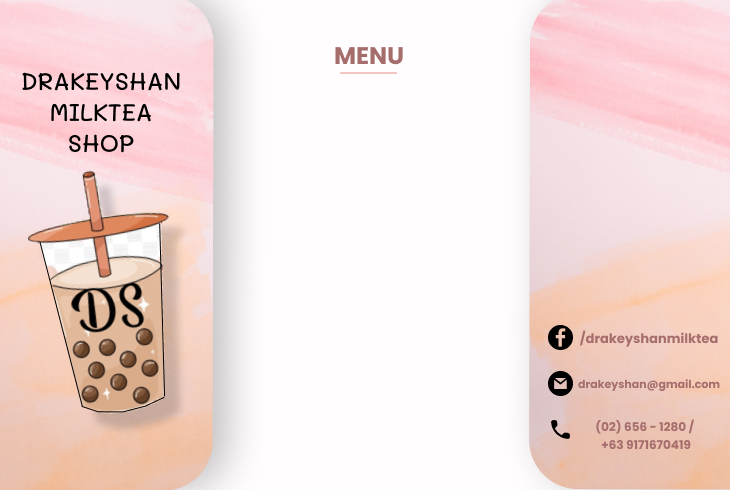 DRAKEYSHAN
MILKTEA
SHOP
DS
MENU
/drakeyshanmilktea
drakeyshan@gmail.com
(02) 656 - 1280 /
+63 9171670419